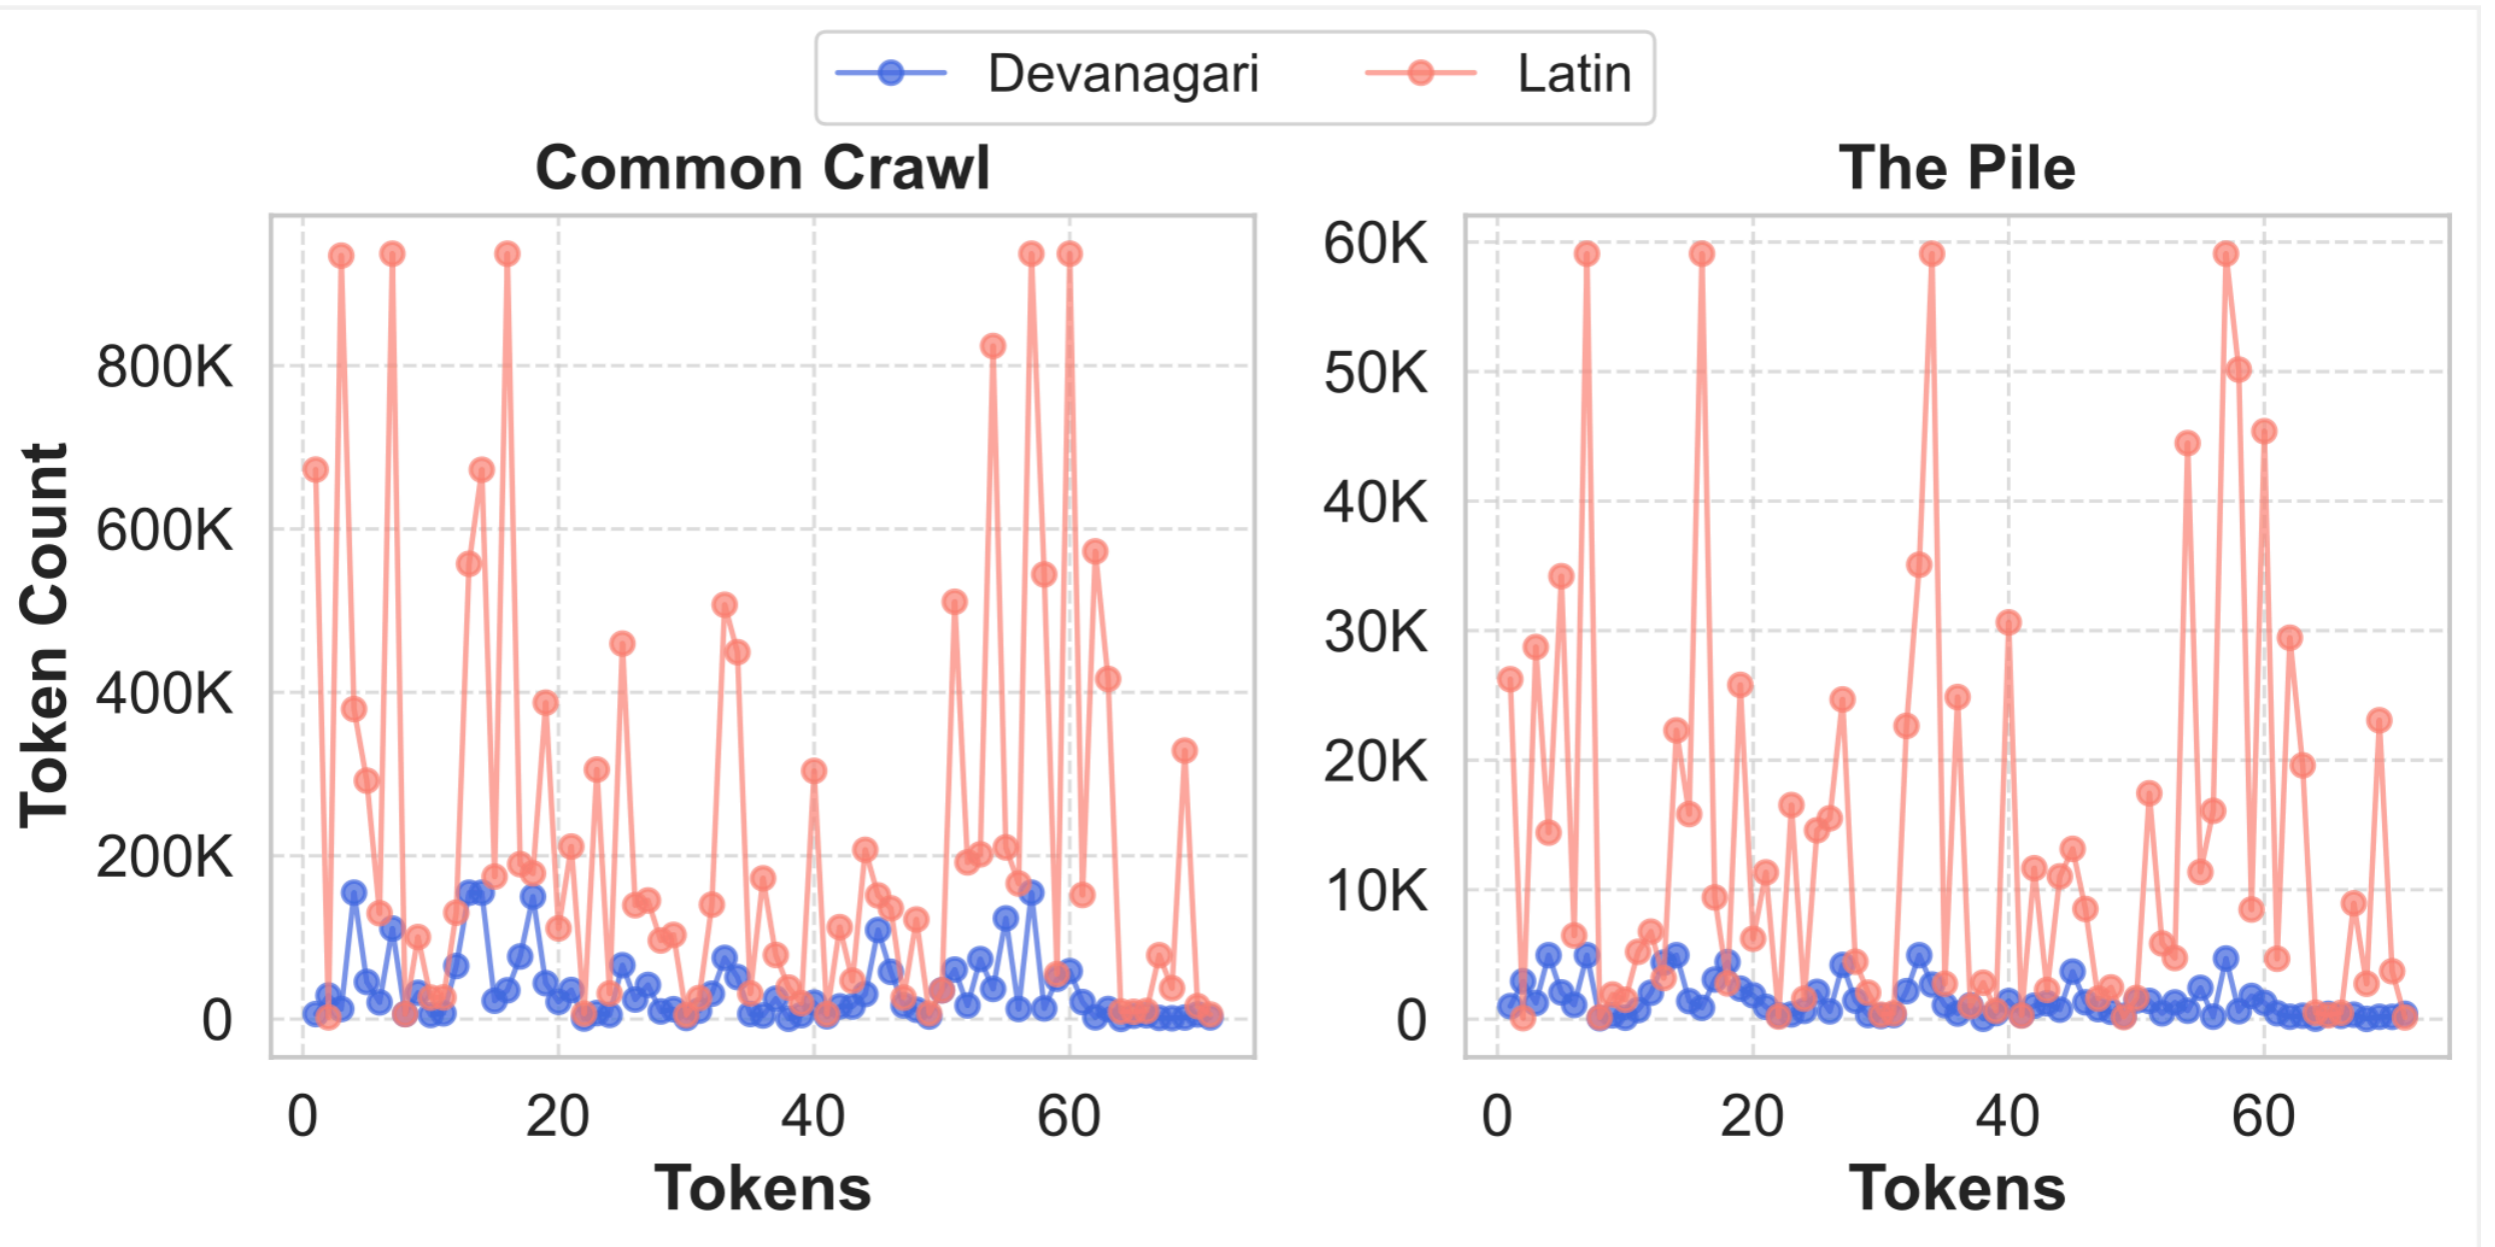 Devanagari Latin
Common Crawl
The Pile
Token Count
800K
600K
400K
200K
0
60K
50K
40K
30K
20K
10K
0
0 20 40 60
0 20 40 60
Tokens
Tokens